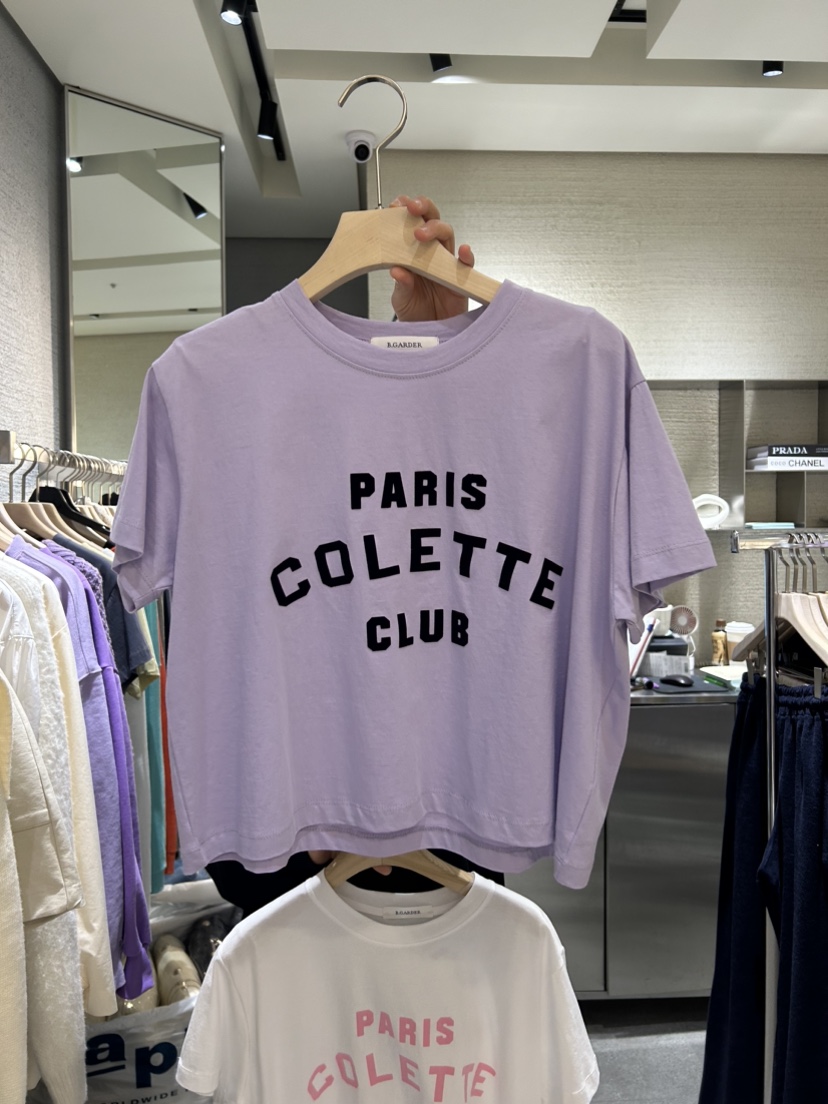 B.GARDER
PARIS
COLETTE
CLUB
PRADA
CHANEL
B.GARDER
PARIS
COLETTE